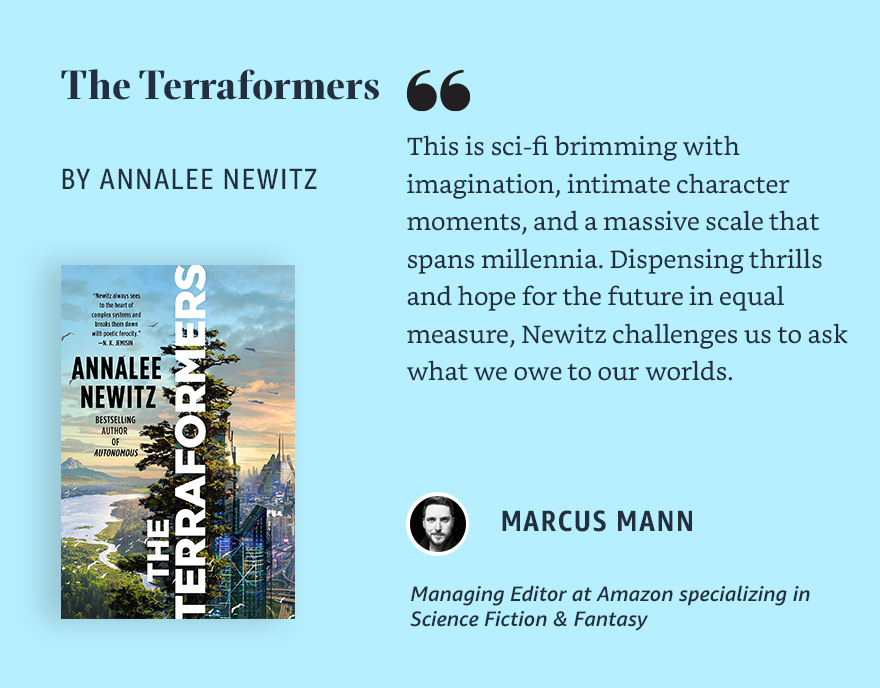 The Terraformers
BY ANNALEE NEWITZ
"Newitz always sees
to the heart of
complex systems and
breaks them down
with poetic ferocity."
—N. K. JEMISIN
ANNALEE
NEWITZ
BESTSELLING
AUTHOR
OF
AUTONOMOUS
THE
TERRAFORMERS
“
This is sci-fi brimming with
imagination, intimate character
moments, and a massive scale that
spans millennia. Dispensing thrills
and hope for the future in equal
measure, Newitz challenges us to ask
what we owe to our worlds.
MARCUS MANN
Managing Editor at Amazon specializing in
Science Fiction & Fantasy